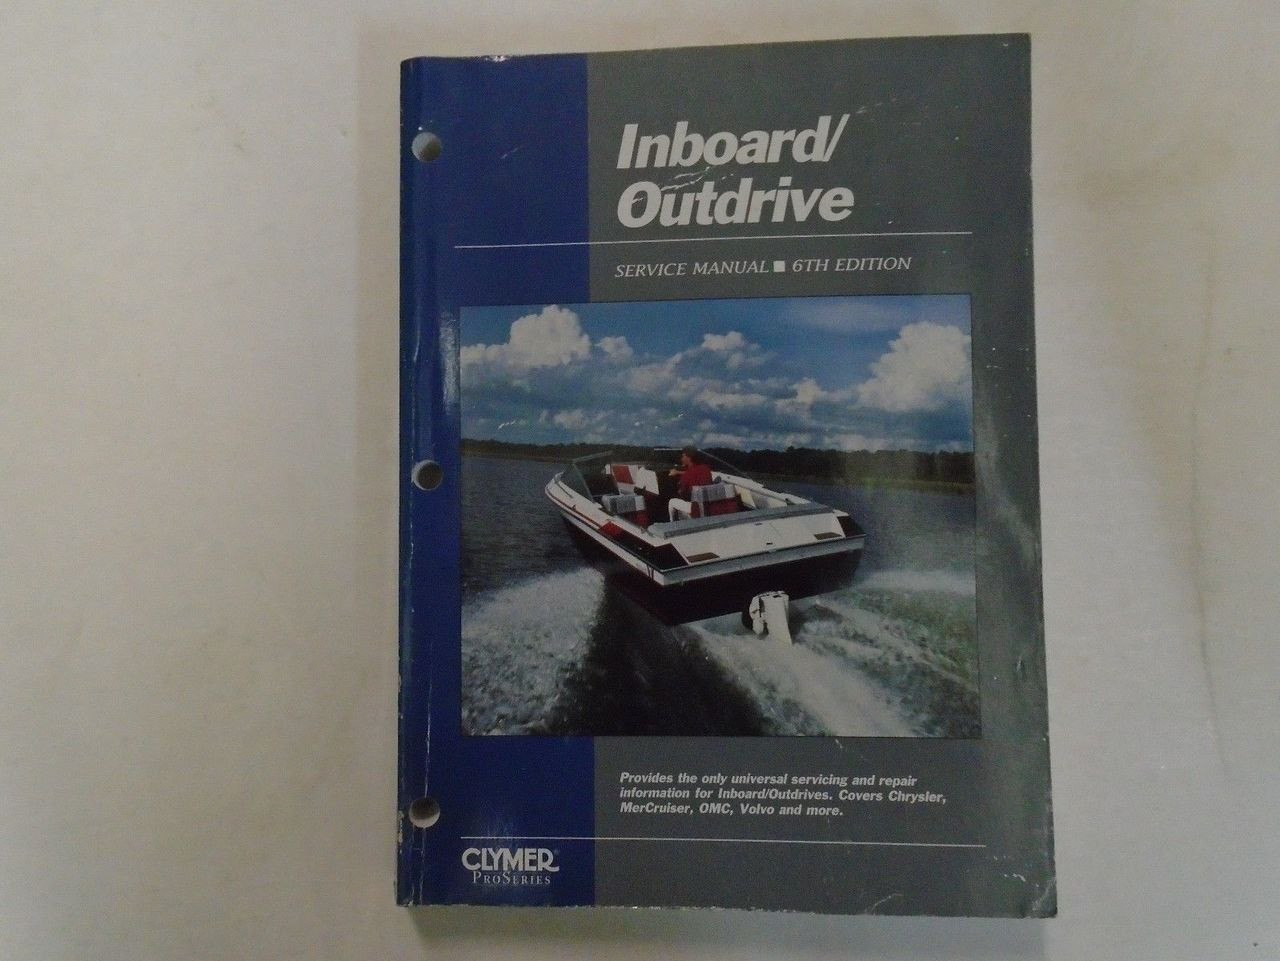 Inboard/
Outdrive
SERVICE MANUAL ■ 6TH EDITION
Provides the only universal servicing and repair
information for Inboard/Outdrives. Covers Chrysler,
MerCruiser, OMC, Volvo and more.
CLYMER®
PROSERIES